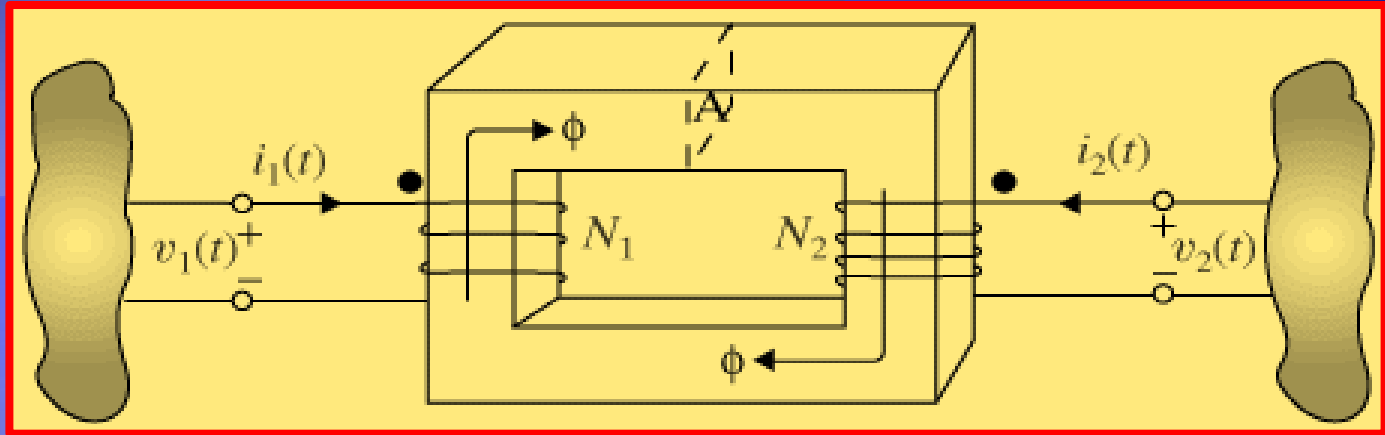 A
ϕ
i₁(t) i₂(t)
N₁ N₂
v₁(t) + − + − v₂(t)
ϕ